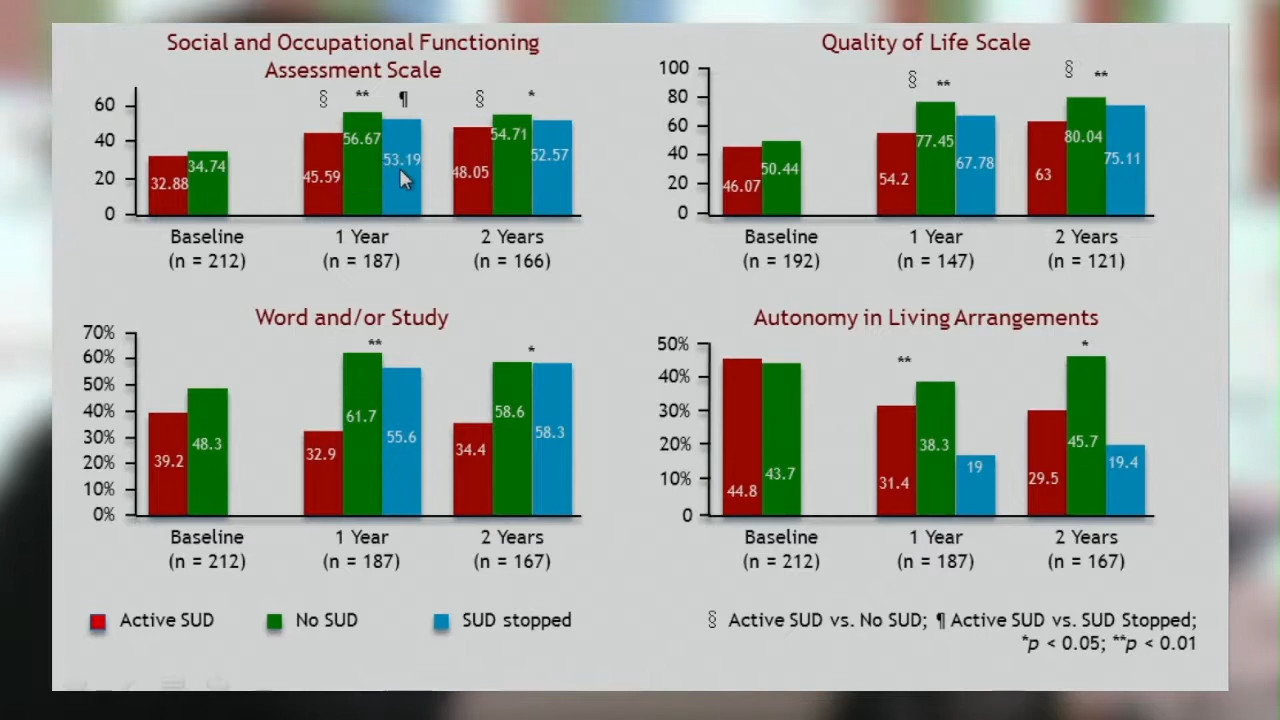 Social and Occupational Functioning
Assessment Scale
§ ** ¶ § *
60
40
20
0
32.88 34.74 45.59 56.67 53.19 48.05 54.71 52.57
Baseline 1 Year 2 Years
(n = 212) (n = 187) (n = 166)
Quality of Life Scale
§ ** § **
100
80
60
40
20
0
46.07 50.44 54.2 77.45 67.78 63 80.04 75.11
Baseline 1 Year 2 Years
(n = 192) (n = 147) (n = 121)
Word and/or Study
** *
70%
60%
50%
40%
30%
20%
10%
0%
39.2 48.3 32.9 61.7 55.6 34.4 58.6 58.3
Baseline 1 Year 2 Years
(n = 212) (n = 187) (n = 167)
Autonomy in Living Arrangements
** *
50%
40%
30%
20%
10%
0
44.8 43.7 31.4 38.3 19 29.5 45.7 19.4
Baseline 1 Year 2 Years
(n = 212) (n = 187) (n = 167)
Active SUD No SUD SUD stopped
§ Active SUD vs. No SUD; ¶ Active SUD vs. SUD Stopped;
*p < 0.05; **p < 0.01